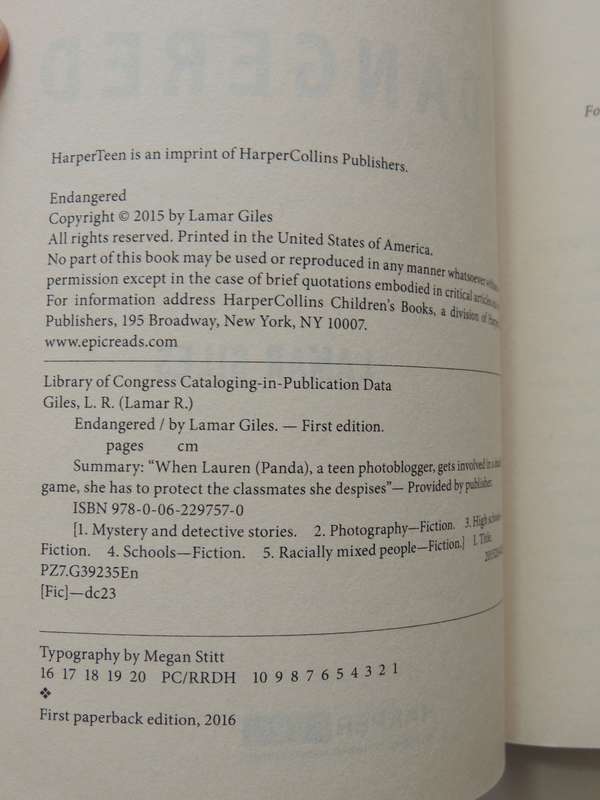 HarperTeen is an imprint of HarperCollins Publishers.
Endangered
Copyright © 2015 by Lamar Giles
All rights reserved. Printed in the United States of America.
No part of this book may be used or reproduced in any manner whatsoever
permission except in the case of brief quotations embodied in critical articles
For information address HarperCollins Children's Books, a division of
Publishers, 195 Broadway, New York, NY 10007.
www.epicreads.com
Library of Congress Cataloging-in-Publication Data
Giles, L. R. (Lamar R.)
Endangered / by Lamar Giles. — First edition.
pages cm
Summary: “When Lauren (Panda), a teen photoblogger, gets involved in a
game, she has to protect the classmates she despises”— Provided by publisher.
ISBN 978-0-06-229757-0
[1. Mystery and detective stories. 2. Photography—Fiction. 3. High
Fiction. 4. Schools—Fiction. 5. Racially mixed people—Fiction.] I. Title.
PZ7.G39235En
[Fic]—dc23
Typography by Megan Stitt
16 17 18 19 20 PC/RRDH 10 9 8 7 6 5 4 3 2 1
❖
First paperback edition, 2016